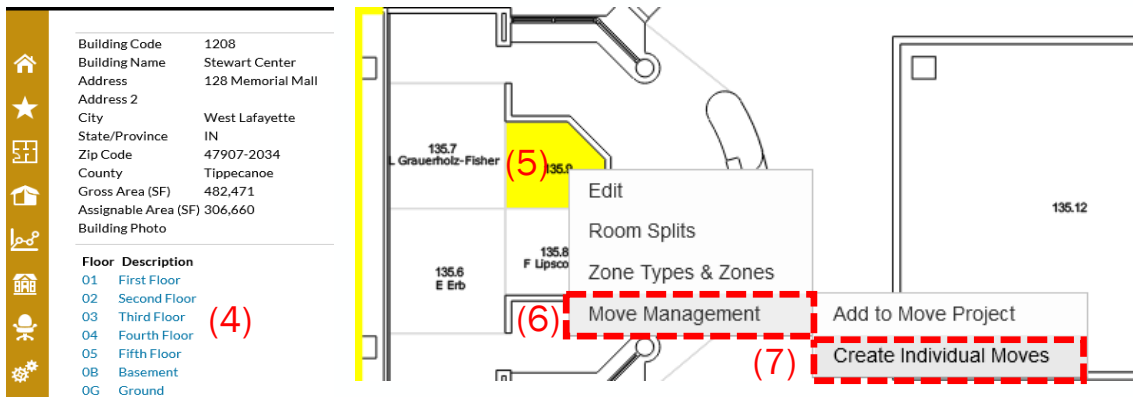 Building Code 1208
Building Name Stewart Center
Address 128 Memorial Mall
Address 2
City West Lafayette
State/Province IN
Zip Code 47907-2034
County Tippecanoe
Gross Area (SF) 482,471
Assignable Area (SF) 306,660
Building Photo
Floor Description
01 First Floor
02 Second Floor
03 Third Floor
(4)
04 Fourth Floor
05 Fifth Floor
0B Basement
0G Ground
135.7
L Grauerholz-Fisher
(5)
135.9
135.6
E Erb
135.8
F Lipsco
Edit
Room Splits
Zone Types & Zones
(6)
Move Management
Add to Move Project
(7)
Create Individual Moves
135.12